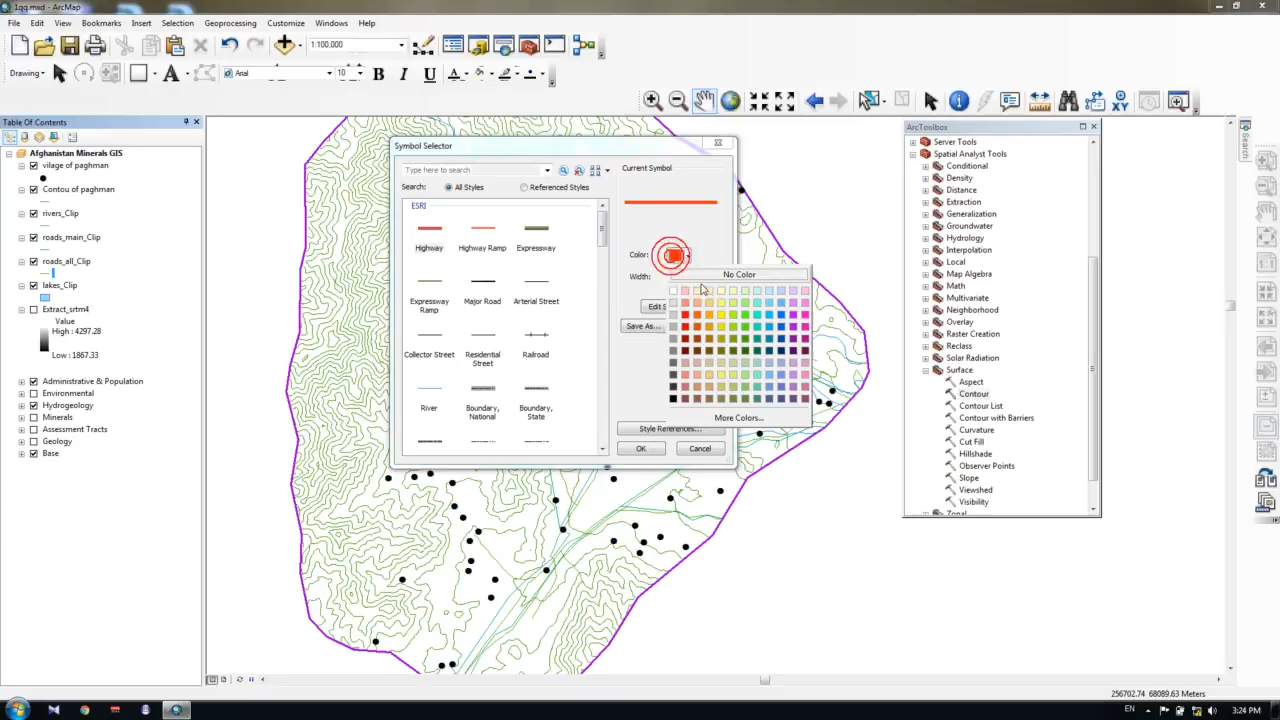 1qq.mxd - ArcMap
File Edit View Bookmarks Insert Selection Geoprocessing Customize Windows Help
1:100,000
Drawing Arial 10 B I U A
Table Of Contents
Afghanistan Minerals GIS
vilage of paghman
Contou of paghman
rivers_Clip
roads_main_Clip
roads_all_Clip
lakes_Clip
Extract_srtm4
Value
High : 4297.28
Low : 1867.33
Administrative & Population
Environmental
Hydrogeology
Minerals
Assessment Tracts
Geology
Base
Symbol Selector
Type here to search
Search: All Styles Referenced Styles
ESRI
Highway
Highway Ramp
Expressway
Expressway Ramp
Major Road
Arterial Street
Collector Street
Residential Street
Railroad
River
Boundary, National
Boundary, State
Current Symbol
Color:
Width:
No Color
More Colors...
Edit S
Save As...
Style References...
OK
Cancel
ArcToolbox
Server Tools
Spatial Analyst Tools
Conditional
Density
Distance
Extraction
Generalization
Groundwater
Hydrology
Interpolation
Local
Map Algebra
Math
Multivariate
Neighborhood
Overlay
Raster Creation
Reclass
Solar Radiation
Surface
Aspect
Contour
Contour List
Contour with Barriers
Curvature
Cut Fill
Hillshade
Observer Points
Slope
Viewshed
Visibility
Zonal
Search
256702.74 68089.63 Meters
EN
3:24 PM